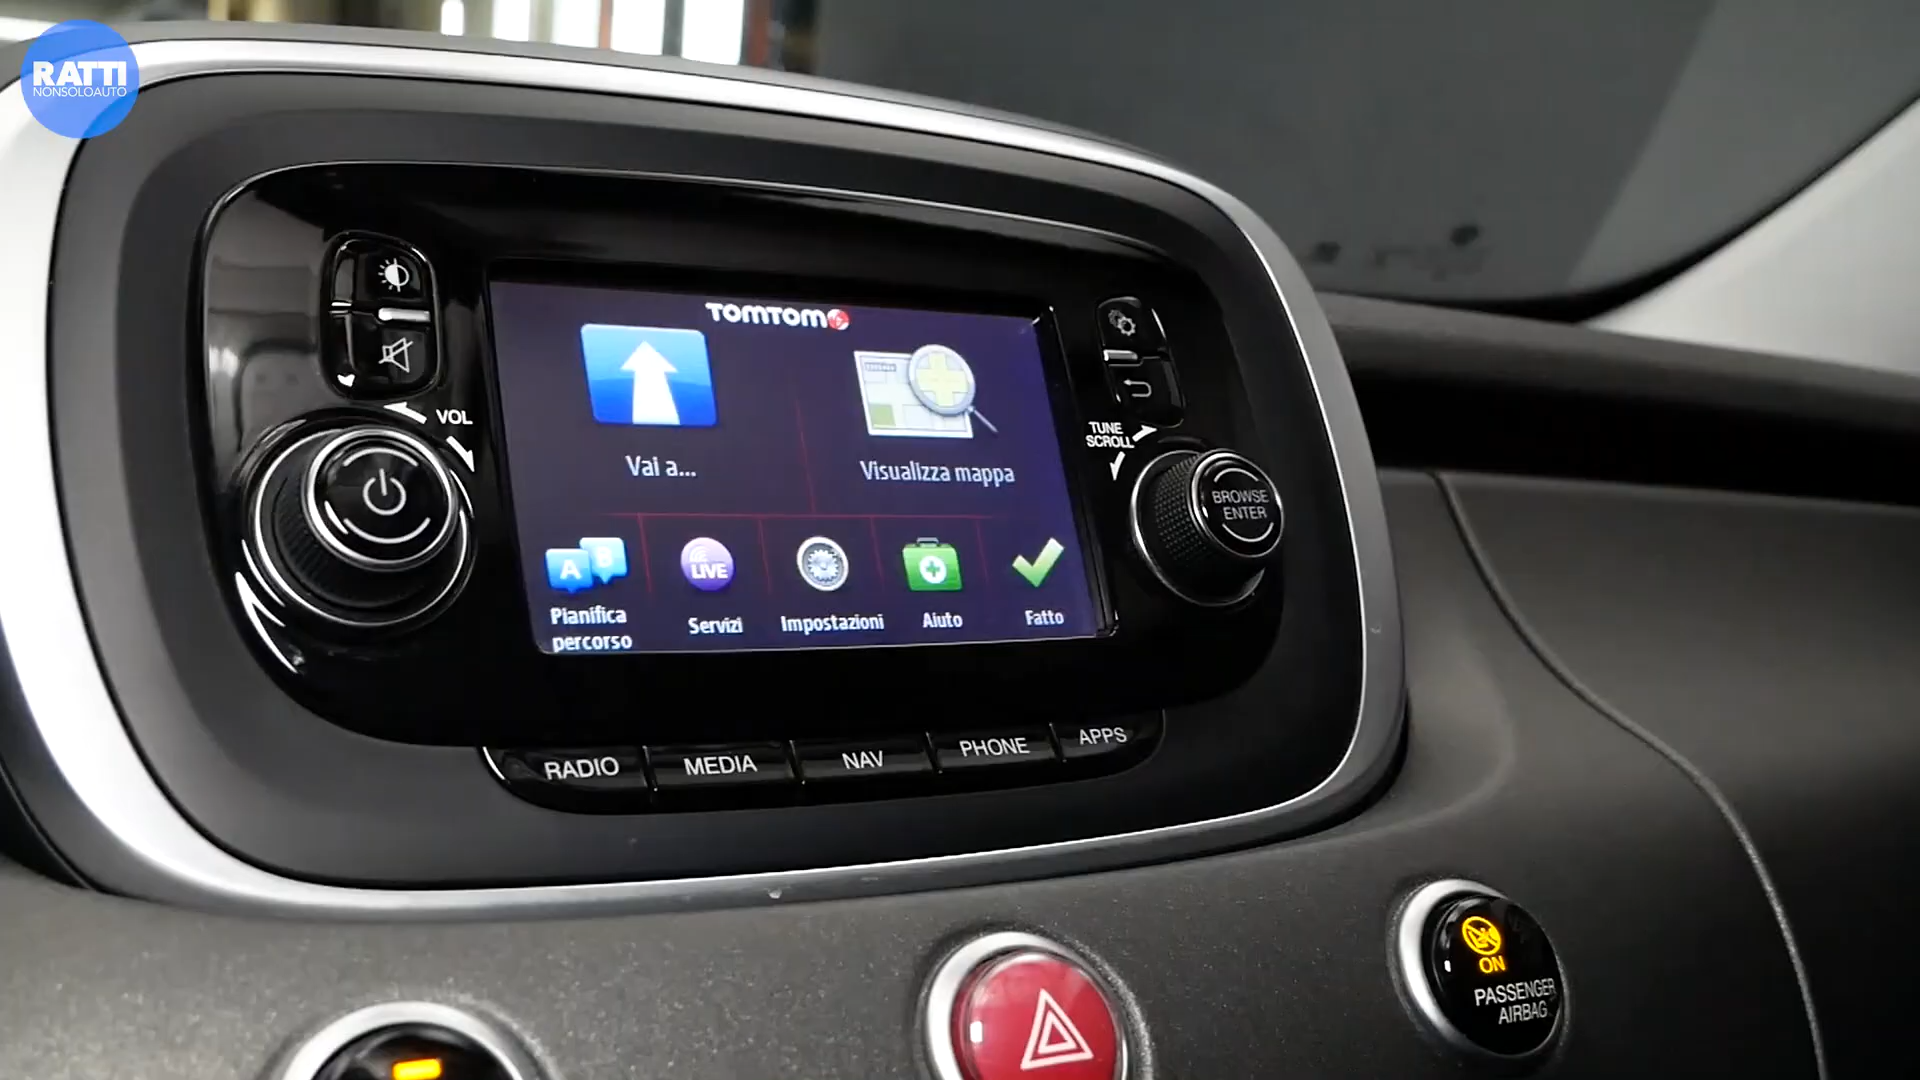 RATTI
NONSOLOAUTO
TOMTOM
VOL
TUNE
SCROLL
Vai a...
Visualizza mappa
BROWSE
ENTER
A B
LIVE
Pianifica
percorso
Servizi
Impostazioni
Aiuto
Fatto
RADIO
MEDIA
NAV
PHONE
APPS
ON
PASSENGER
AIRBAG